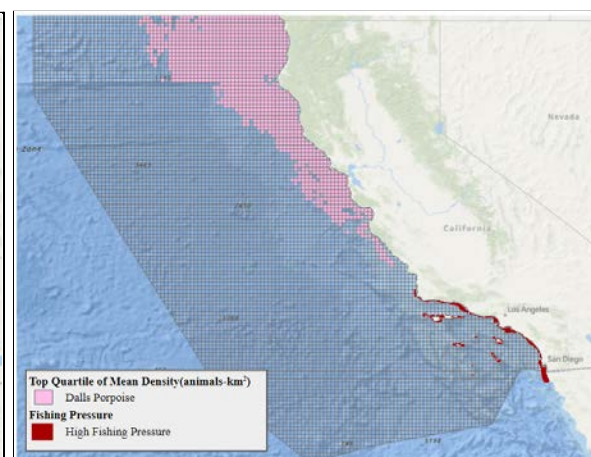 Nevada
California
Los Angeles
San Diego
Top Quartile of Mean Density(animals-km²)
Dalls Porpoise
Fishing Pressure
High Fishing Pressure